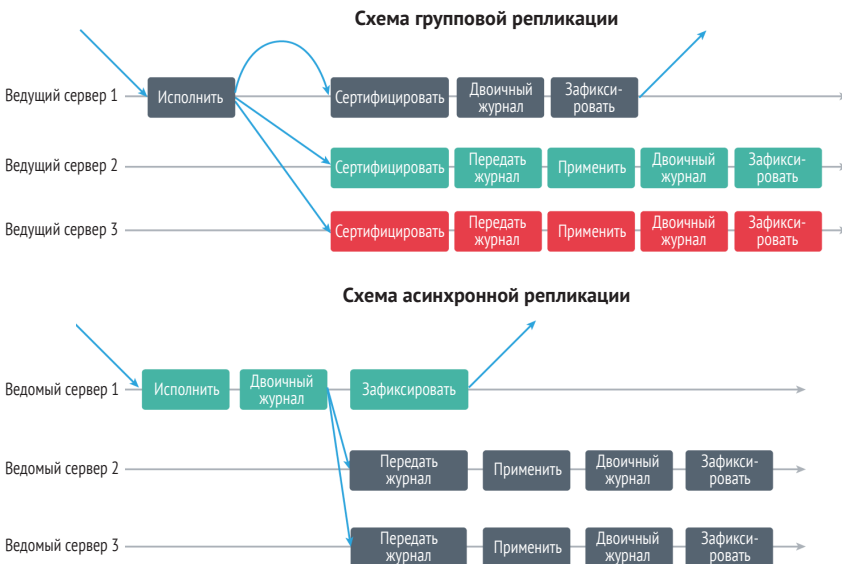 Схема групповой репликации
Ведущий сервер 1
Исполнить
Сертифицировать
Двоичный
журнал
Зафикси-
ровать
Ведущий сервер 2
Сертифицировать
Передать
журнал
Применить
Двоичный
журнал
Зафикси-
ровать
Ведущий сервер 3
Сертифицировать
Передать
журнал
Применить
Двоичный
журнал
Зафикси-
ровать
Схема асинхронной репликации
Ведомый сервер 1
Исполнить
Двоичный
журнал
Зафиксировать
Ведомый сервер 2
Передать
журнал
Применить
Двоичный
журнал
Зафикси-
ровать
Ведомый сервер 3
Передать
журнал
Применить
Двоичный
журнал
Зафикси-
ровать